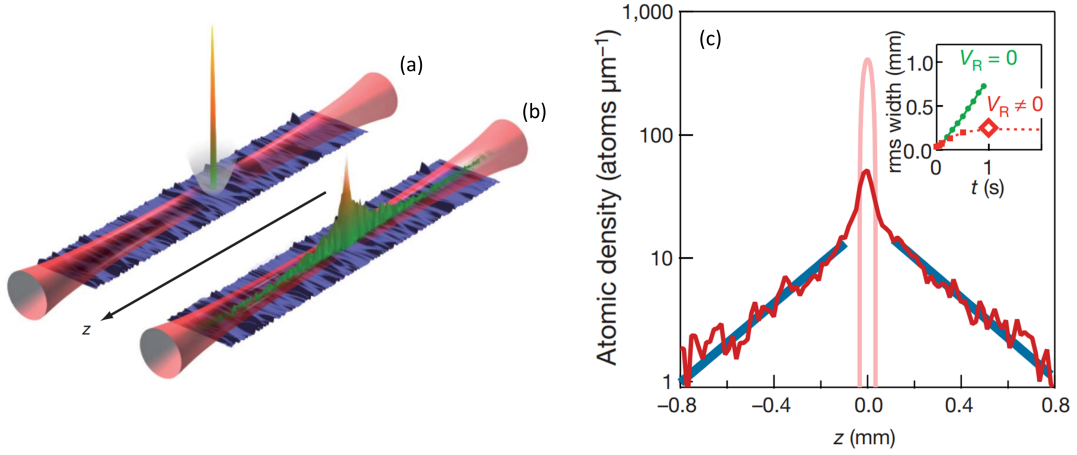 (a)
(b)
z
(c)
Atomic density (atoms μm⁻¹)
1,000
100
10
1
−0.8
−0.4
0.0
0.4
0.8
z (mm)
rms width (mm)
1.0
0.5
0.0
V_R = 0
V_R ≠ 0
0
1
t (s)